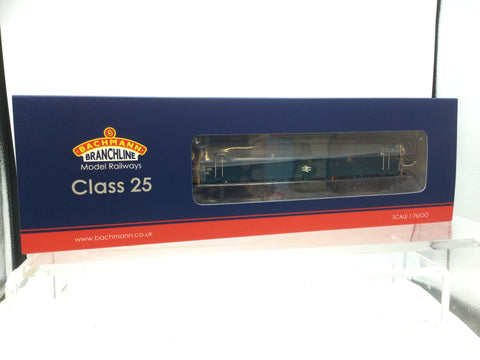 BACHMANN
BRANCHLINE
Model Railways
Class 25
SCALE 1:76/OO
www.bachmann.co.uk